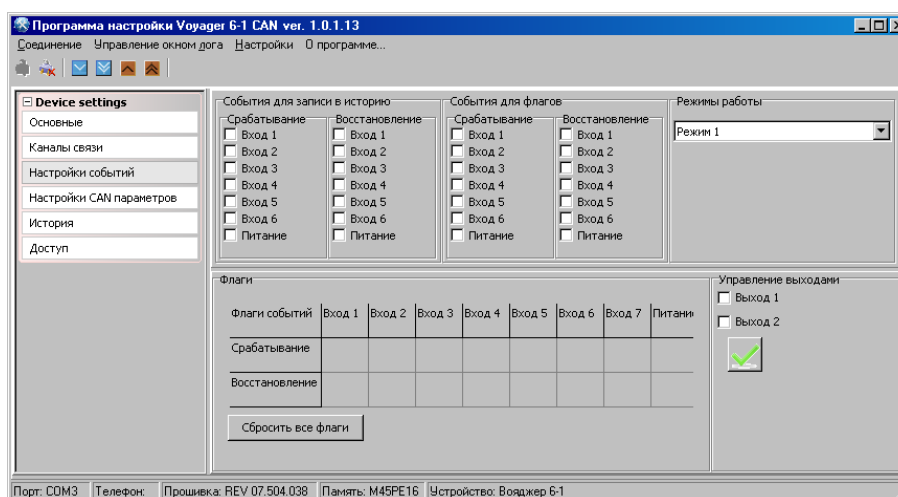 Программа настройки Voyager 6-1 CAN ver. 1.0.1.13
Соединение Управление окном лога Настройки О программе...
Device settings
Основные
Каналы связи
Настройки событий
Настройки CAN параметров
История
Доступ
События для записи в историю
Срабатывание Восстановление
Вход 1 Вход 1
Вход 2 Вход 2
Вход 3 Вход 3
Вход 4 Вход 4
Вход 5 Вход 5
Вход 6 Вход 6
Питание Питание
События для флагов
Срабатывание Восстановление
Вход 1 Вход 1
Вход 2 Вход 2
Вход 3 Вход 3
Вход 4 Вход 4
Вход 5 Вход 5
Вход 6 Вход 6
Питание Питание
Режимы работы
Режим 1
Флаги
Флаги событий Вход 1 Вход 2 Вход 3 Вход 4 Вход 5 Вход 6 Вход 7 Питани
Срабатывание
Восстановление
Сбросить все флаги
Управление выходами
Выход 1
Выход 2
Порт: COM3 Телефон: Прошивка: REV 07.504.038 Память: M45PE16 Устройство: Вояджер 6-1